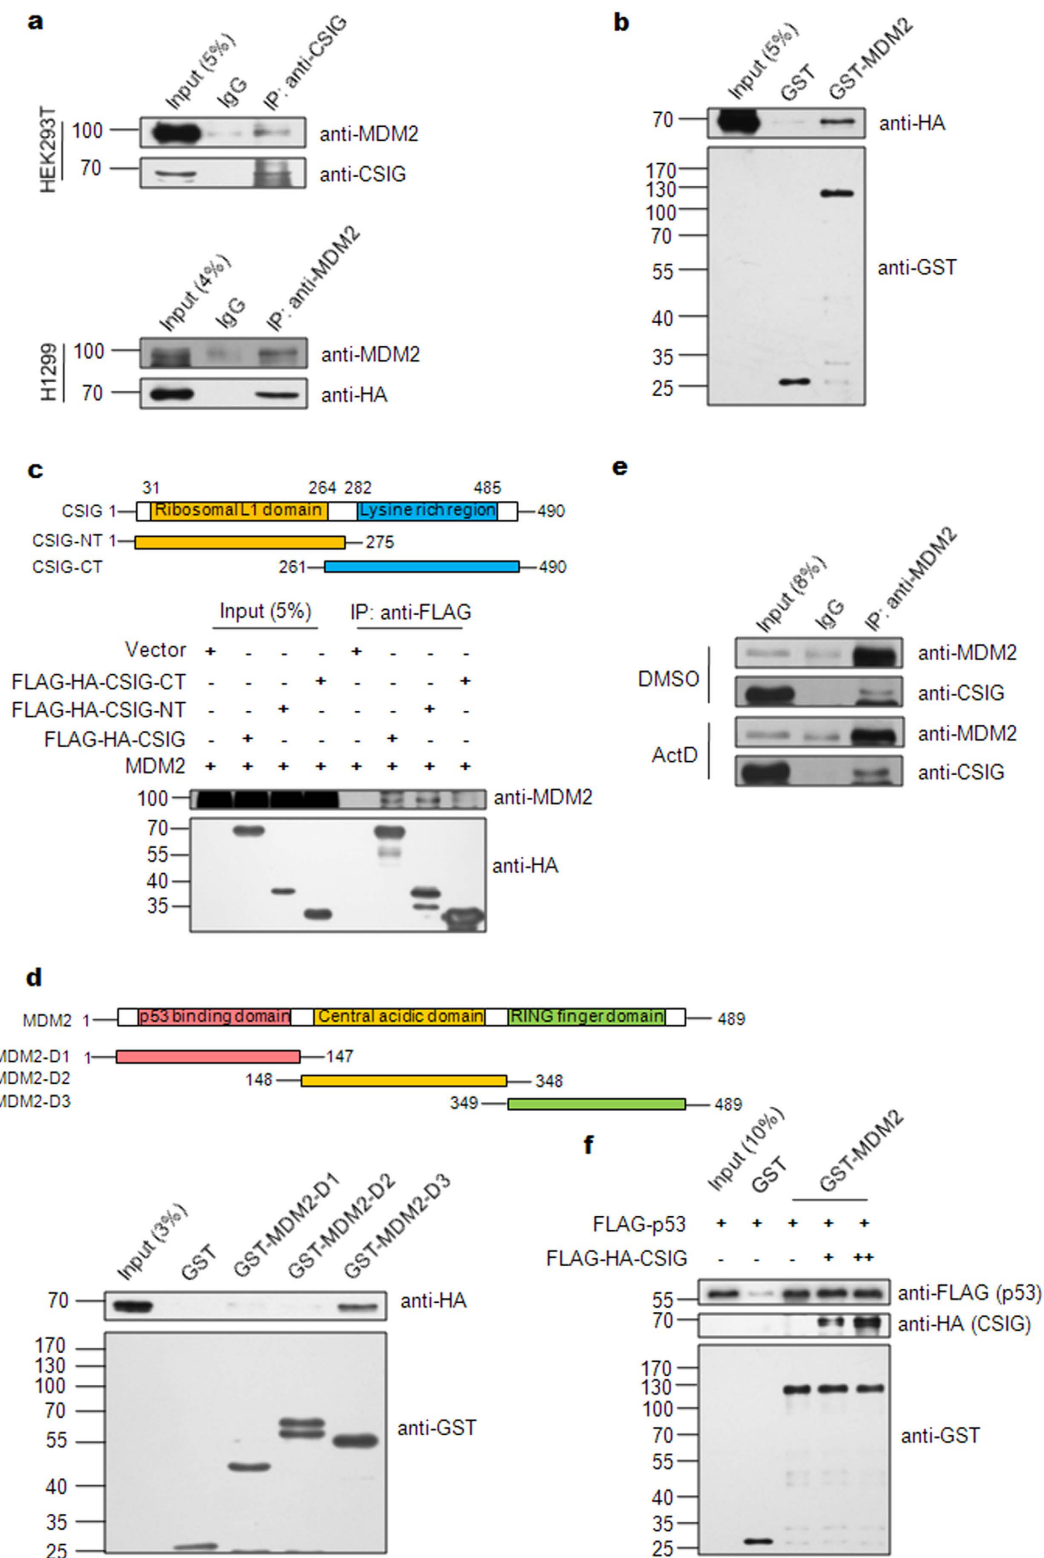 a
Input (5%)
IgG
IP: anti-CSIG
HEK293T
100
anti-MDM2
70
anti-CSIG
Input (4%)
IgG
IP: anti-MDM2
H1299
100
anti-MDM2
70
anti-HA
b
Input (5%)
GST
GST-MDM2
70
anti-HA
170
130
100
70
55
40
35
25
anti-GST
c
31 264 282 485
CSIG 1 Ribosomal L1 domain Lysine rich region 490
CSIG-NT 1 275
CSIG-CT 261 490
Input (5%) IP: anti-FLAG
Vector + - - - + - - -
FLAG-HA-CSIG-CT - - - + - - - +
FLAG-HA-CSIG-NT - - + - - - + -
FLAG-HA-CSIG - + - - - + - -
MDM2 + + + + + + + +
100
anti-MDM2
70
55
40
35
anti-HA
e
Input (8%)
IgG
IP: anti-MDM2
DMSO
anti-MDM2
anti-CSIG
ActD
anti-MDM2
anti-CSIG
d
MDM2 1 p53 binding domain Central acidic domain RING finger domain 489
MDM2-D1 1 147
MDM2-D2 148 348
MDM2-D3 349 489
Input (3%)
GST
GST-MDM2-D1
GST-MDM2-D2
GST-MDM2-D3
70
anti-HA
170
130
100
70
55
40
35
25
anti-GST
f
Input (10%)
GST
GST-MDM2
FLAG-p53 + + + + +
FLAG-HA-CSIG - - - + ++
55
anti-FLAG (p53)
70
anti-HA (CSIG)
170
130
100
70
55
40
35
25
anti-GST